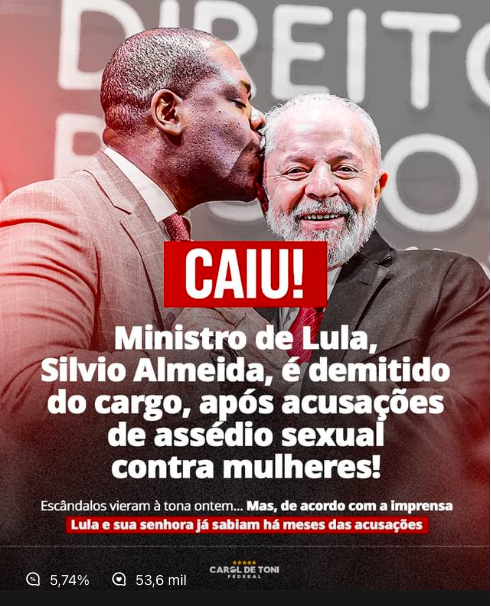 DIREITO
CAIU!
Ministro de Lula,
Silvio Almeida, é demitido
do cargo, após acusações
de assédio sexual
contra mulheres!
Escândalos vieram à tona ontem... Mas, de acordo com a imprensa
Lula e sua senhora já sabiam há meses das acusações
CAROL DE TONI
FEDERAL
5,74%
53,6 mil